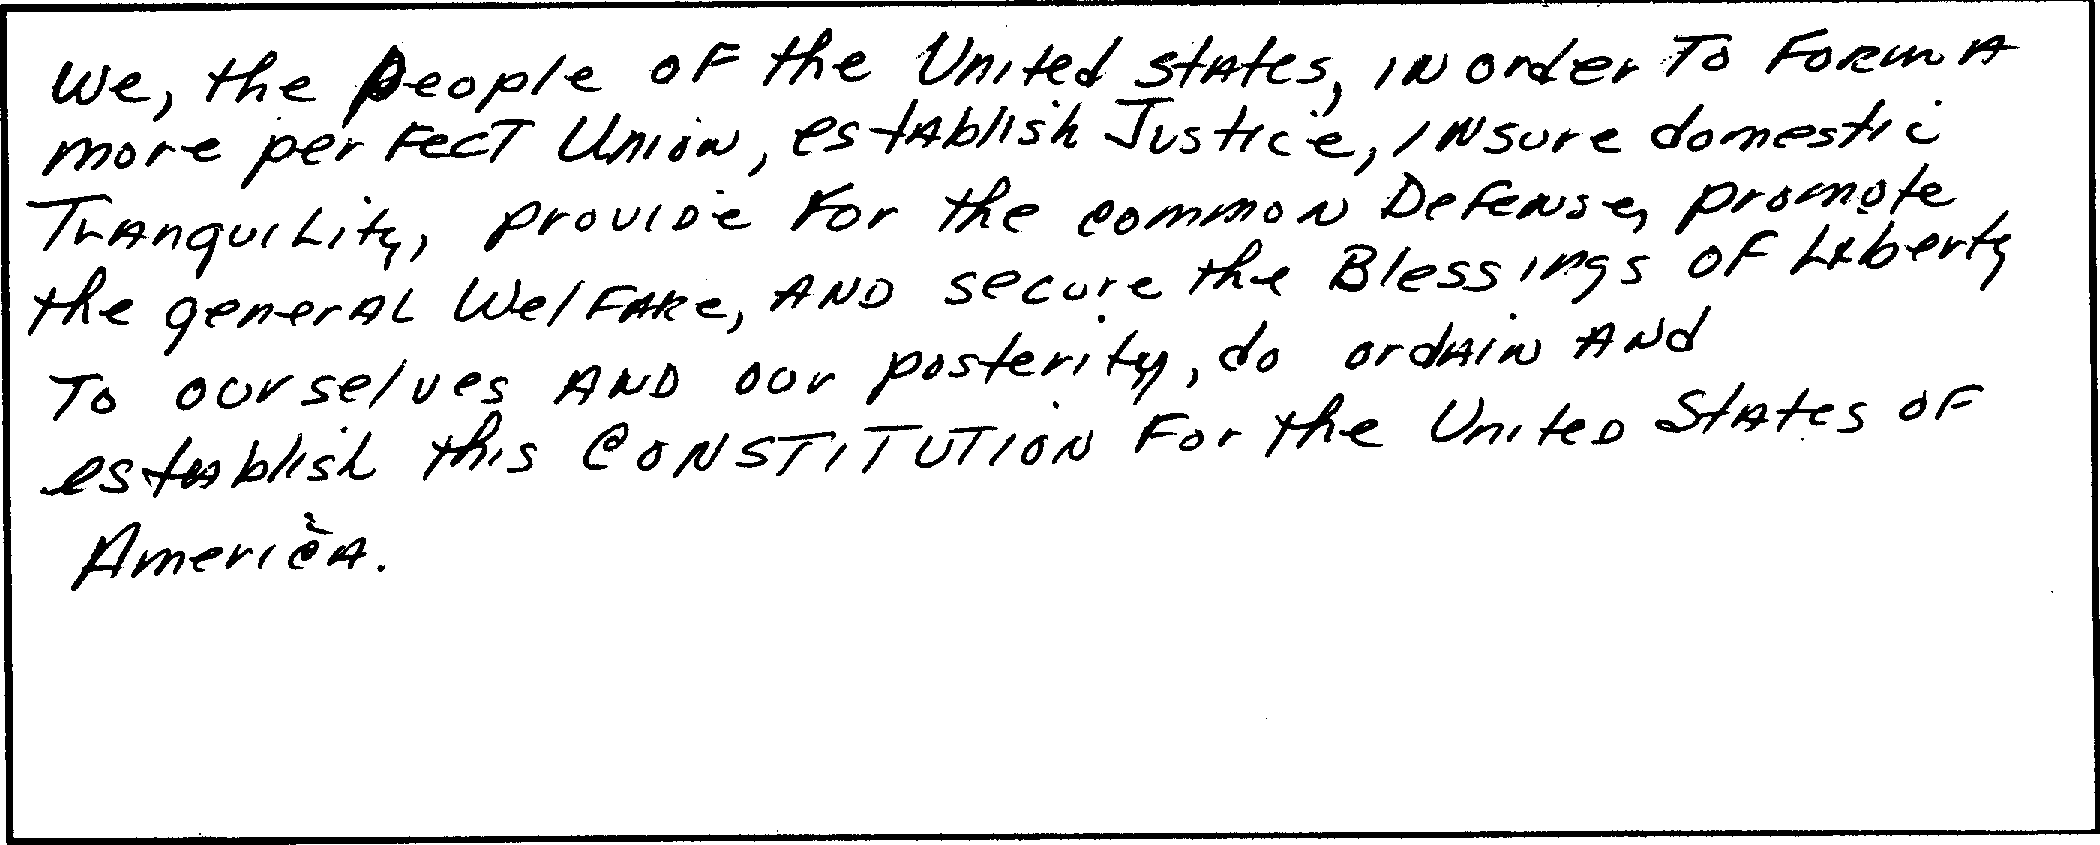 We, the people of the United States, in order to form a
more perfect Union, establish Justice, insure domestic
Tranquility, provide for the common Defense, promote
the general Welfare, and secure the Blessings of Liberty
To ourselves and our posterity, do ordain and
establish this CONSTITUTION for the United States of
America.